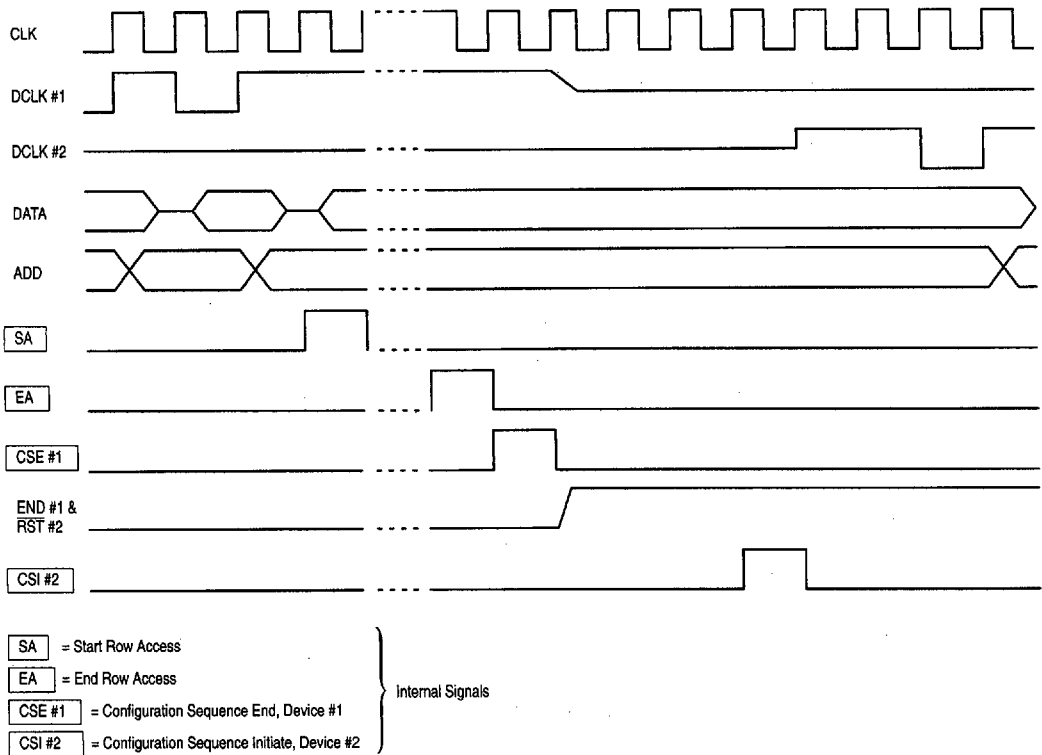 CLK
DCLK #1
DCLK #2
DATA
ADD
SA
EA
CSE #1
END #1 &
RST #2
CSI #2
SA = Start Row Access
EA = End Row Access
CSE #1 = Configuration Sequence End, Device #1
CSI #2 = Configuration Sequence Initiate, Device #2
Internal Signals